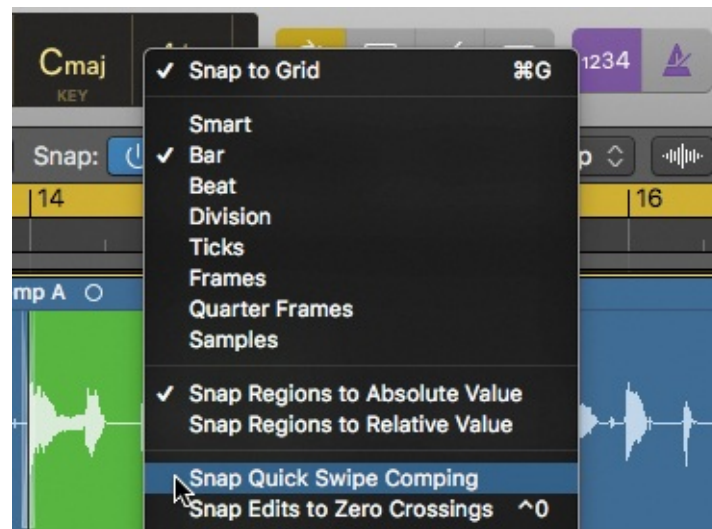 Cmaj
KEY
✓ Snap to Grid ⌘G
1234
Smart
Snap:
✓ Bar
Beat
14
16
Division
Ticks
Frames
mp A
Quarter Frames
Samples
✓ Snap Regions to Absolute Value
Snap Regions to Relative Value
Snap Quick Swipe Comping
Snap Edits to Zero Crossings ^0